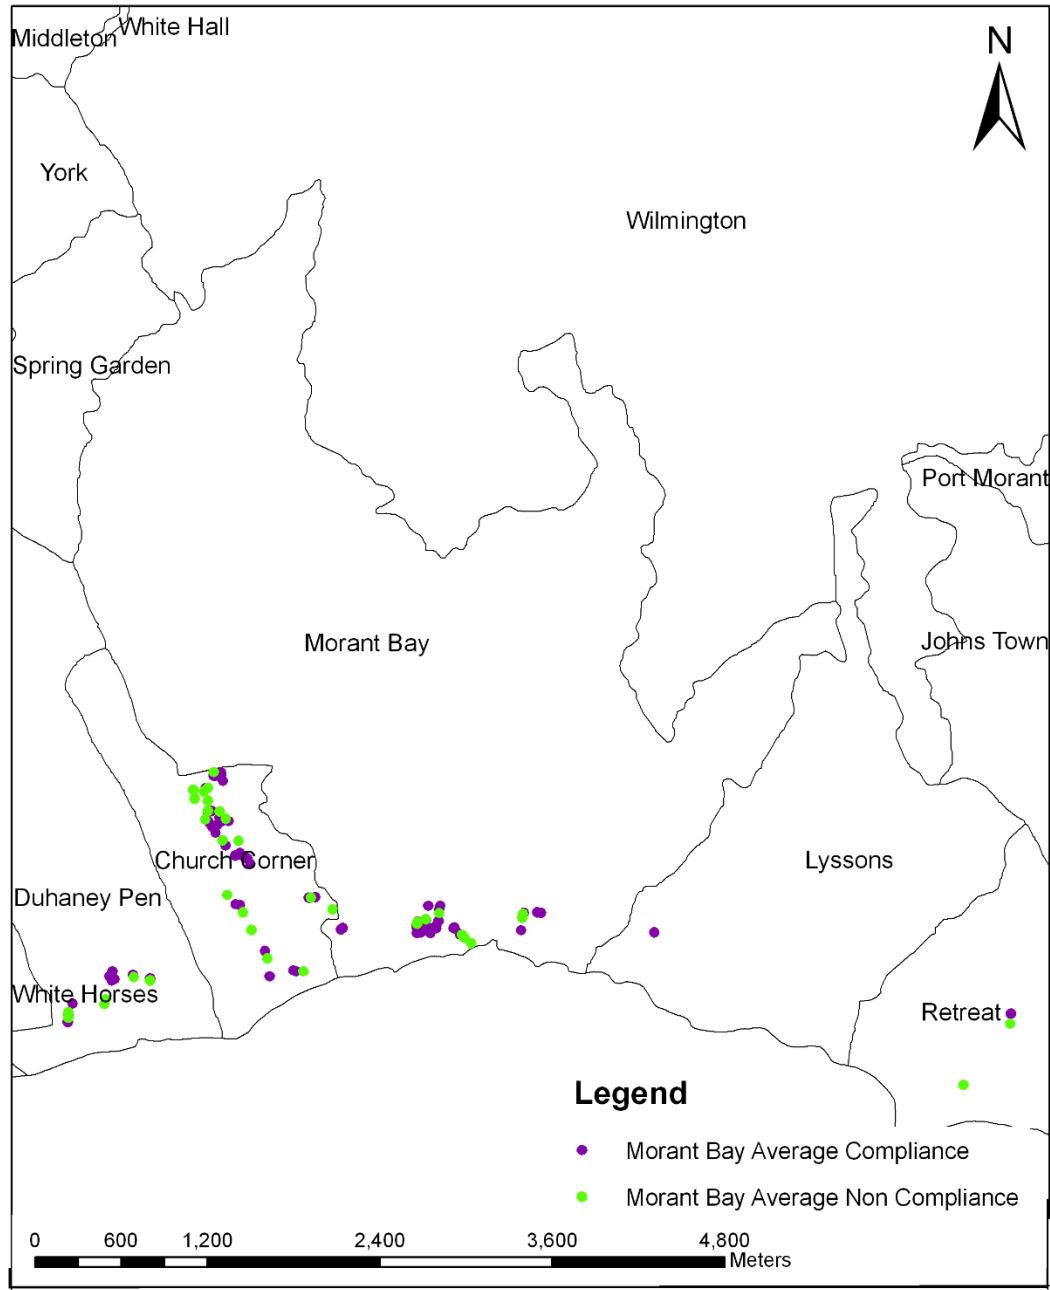 White Hall
Middleton
N
York
Wilmington
Spring Garden
Port Morant
Morant Bay
Johns Town
Church Corner
Lyssons
Duhaney Pen
White Horses
Retreat
Legend
Morant Bay Average Compliance
Morant Bay Average Non Compliance
0 600 1,200 2,400 3,600 4,800
Meters